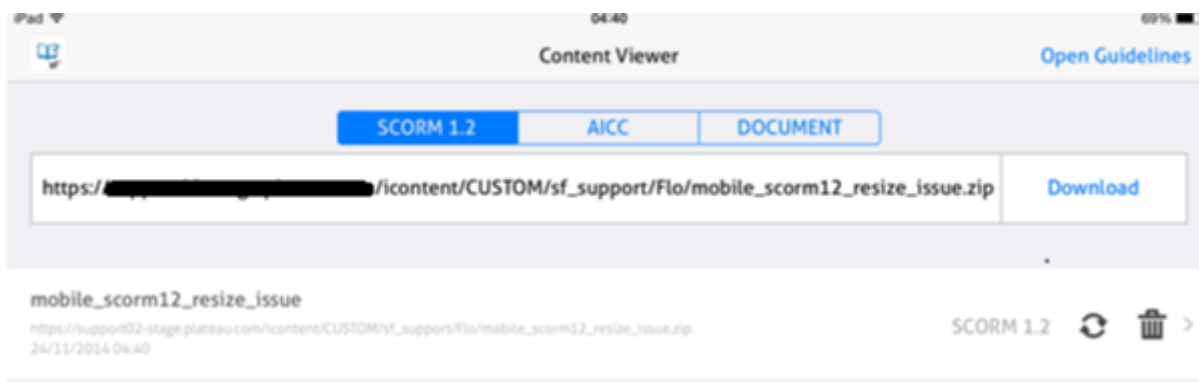 iPad 04:40 69%
Content Viewer Open Guidelines
SCORM 1.2 AICC DOCUMENT
https:/ /icontent/CUSTOM/sf_support/Flo/mobile_scorm12_resize_issue.zip Download
mobile_scorm12_resize_issue
https://support02-stage.plateau.com/icontent/CUSTOM/sf_support/Flo/mobile_scorm12_resize_issue.zip
SCORM 1.2
24/11/2014 04:40